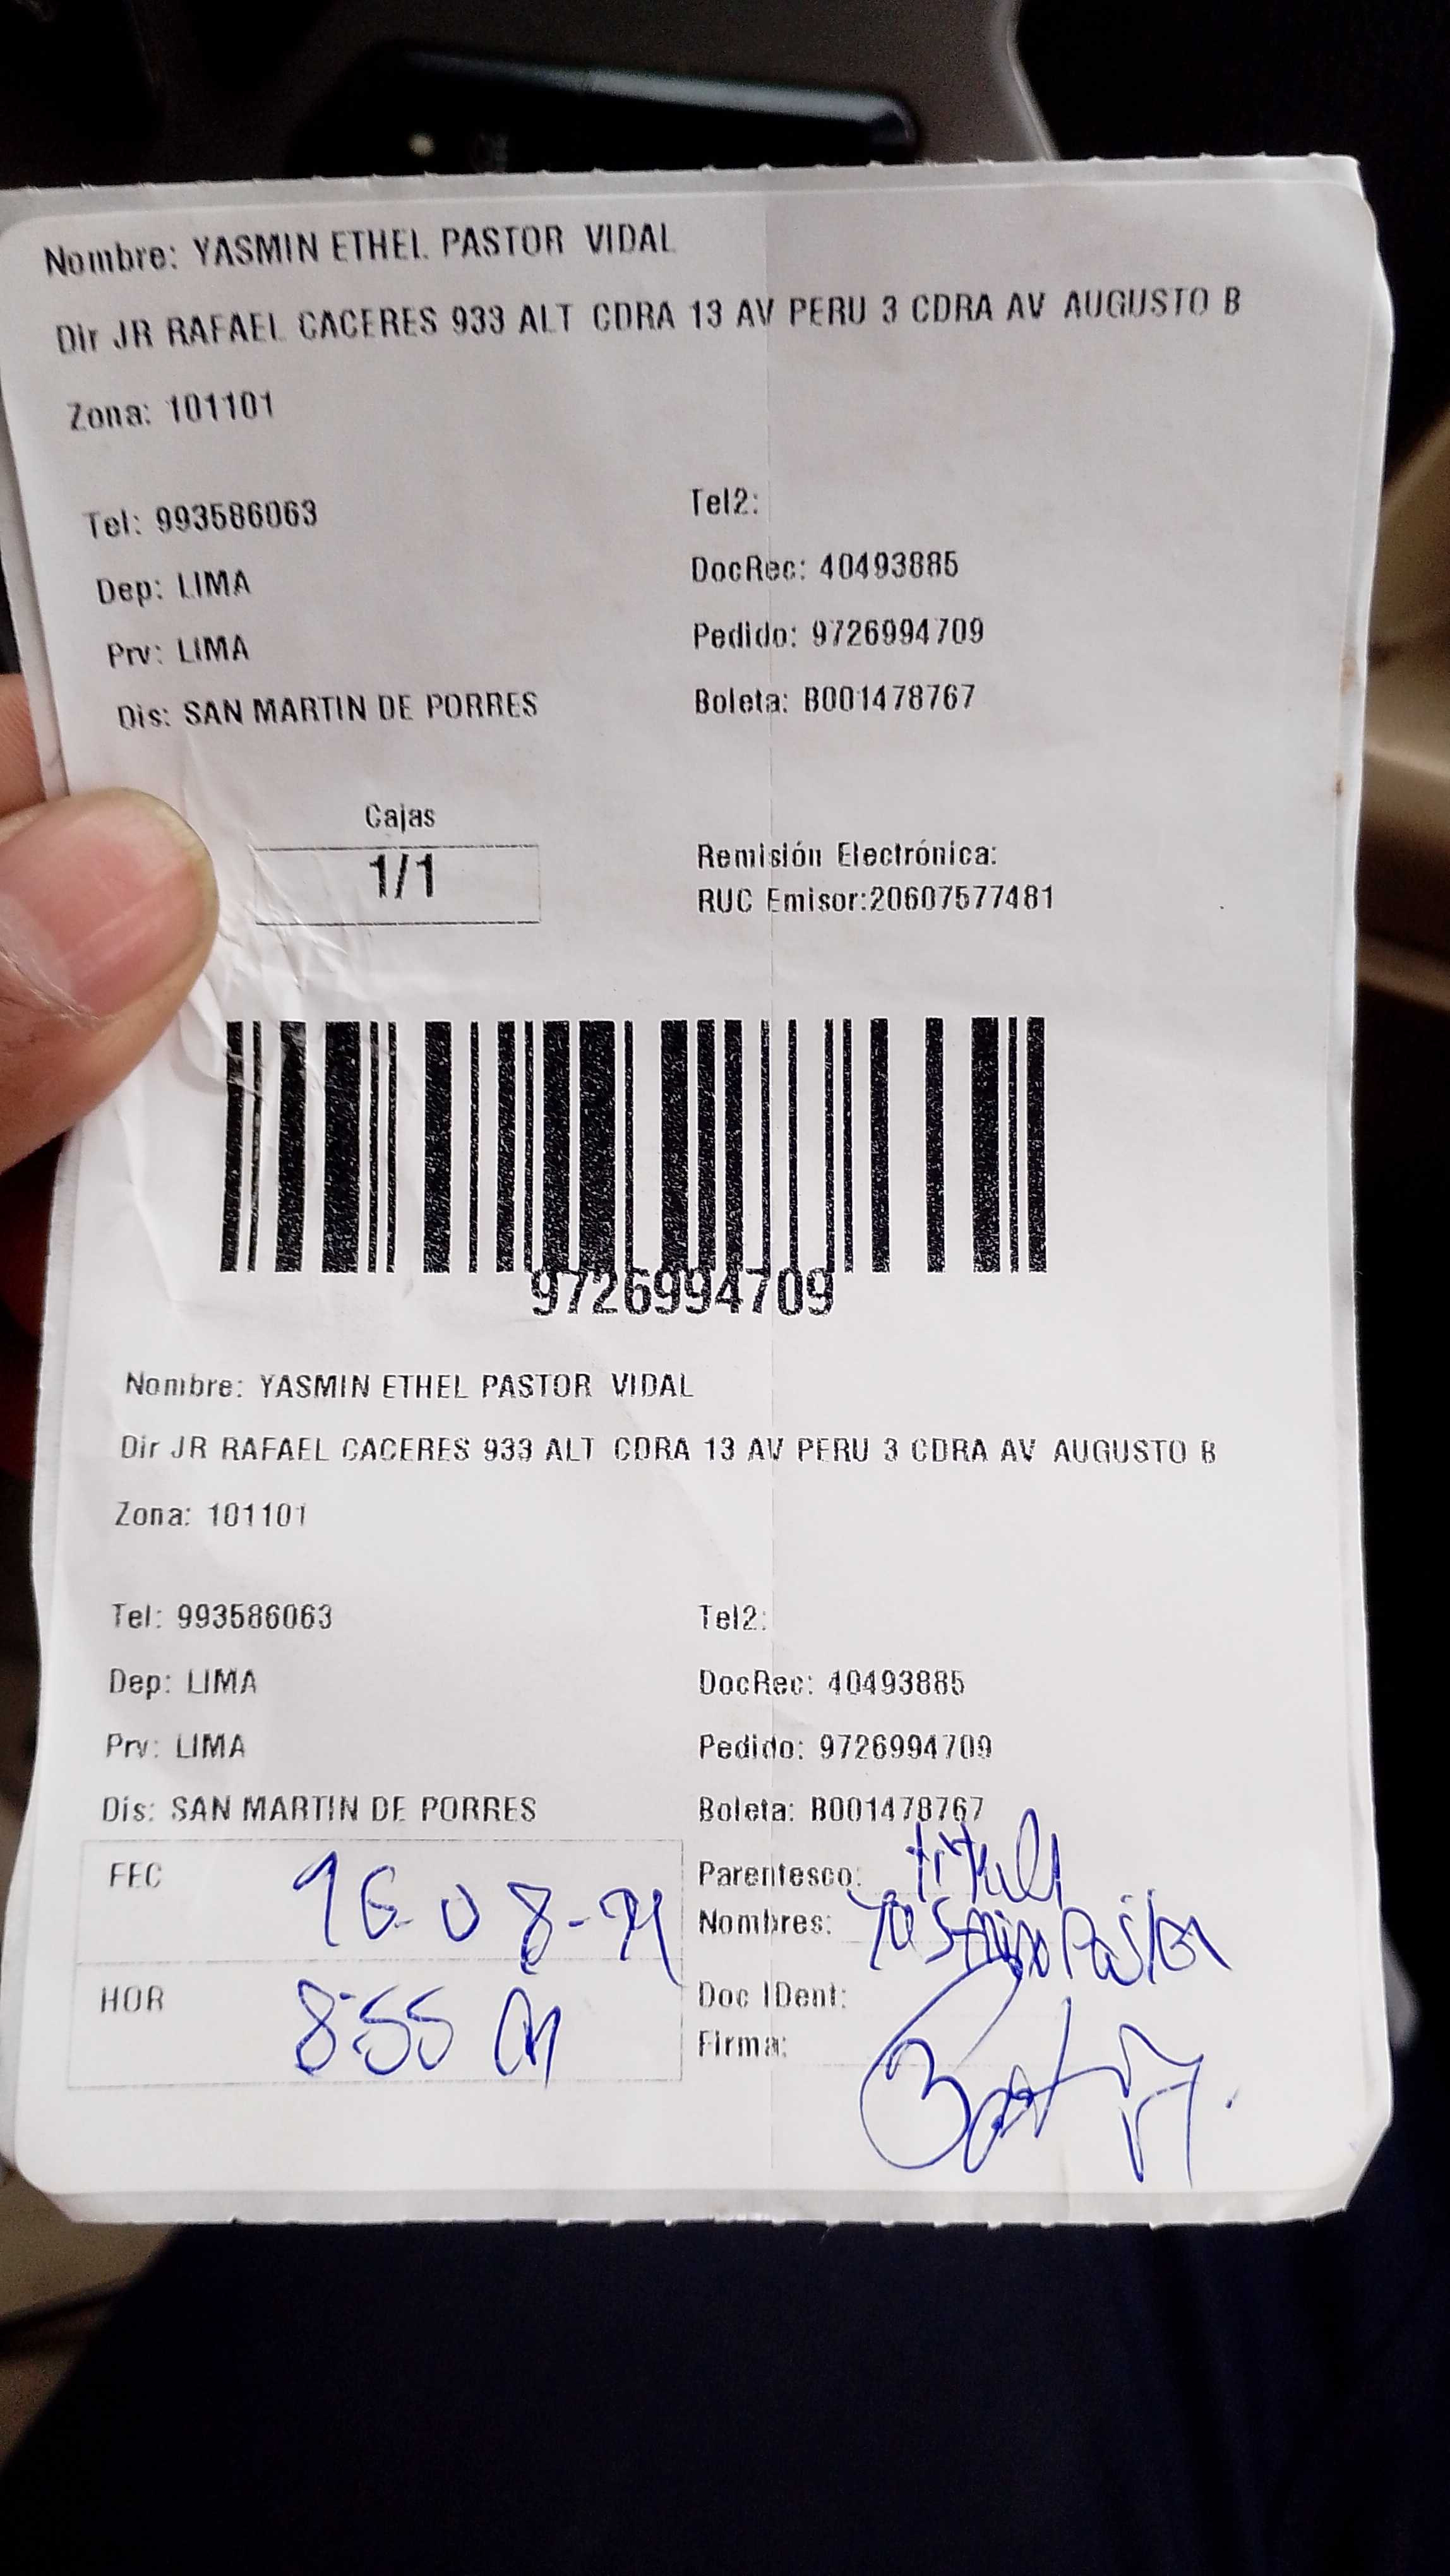 Nombre: YASMIN ETHEL PASTOR VIDAL
Dir JR RAFAEL CACERES 933 ALT CDRA 13 AV PERU 3 CDRA AV AUGUSTO B
Zona: 101101
Tel: 993586063 Tel2:
Dep: LIMA DocRec: 40493885
Prv: LIMA Pedido: 9726994709
Dis: SAN MARTIN DE PORRES Boleta: B001478767
Cajas
1/1
Remisión Electrónica:
RUC Emisor:20607577481
9726994709
Nombre: YASMIN ETHEL PASTOR VIDAL
Dir JR RAFAEL CACERES 933 ALT CDRA 13 AV PERU 3 CDRA AV AUGUSTO B
Zona: 101101
Tel: 993586063 Tel2:
Dep: LIMA DocRec: 40493885
Prv: LIMA Pedido: 9726994709
Dis: SAN MARTIN DE PORRES Boleta: B001478767
FEC Parentesco:
Nombres: Pastor
HOR 8:55 Doc IDent:
Firma: